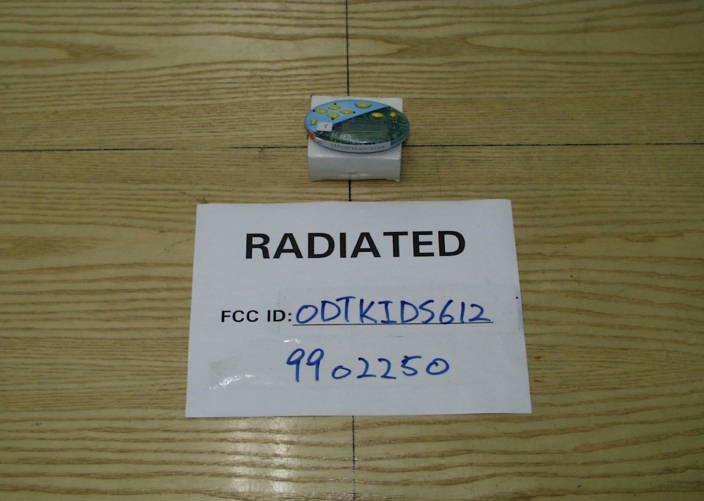 RADIATED
FCC ID: ODTKIDS612
9902250